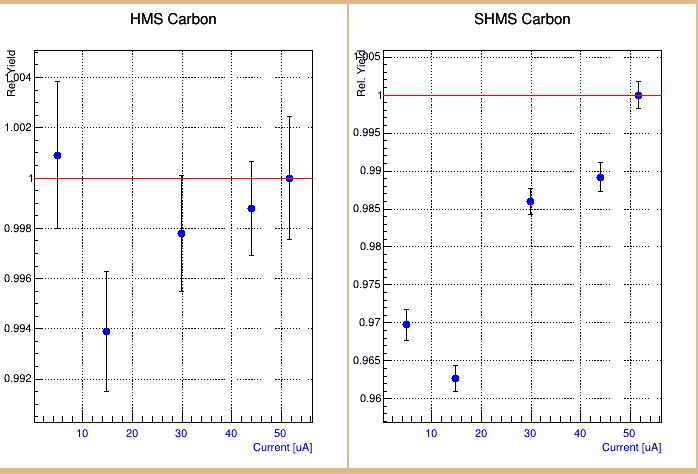 HMS Carbon
Rel. Yield
1.004
1.002
1
0.998
0.996
0.994
0.992
10 20 30 40 50
Current [uA]
SHMS Carbon
Rel. Yield
1.005
1
0.995
0.99
0.985
0.98
0.975
0.97
0.965
0.96
10 20 30 40 50
Current [uA]